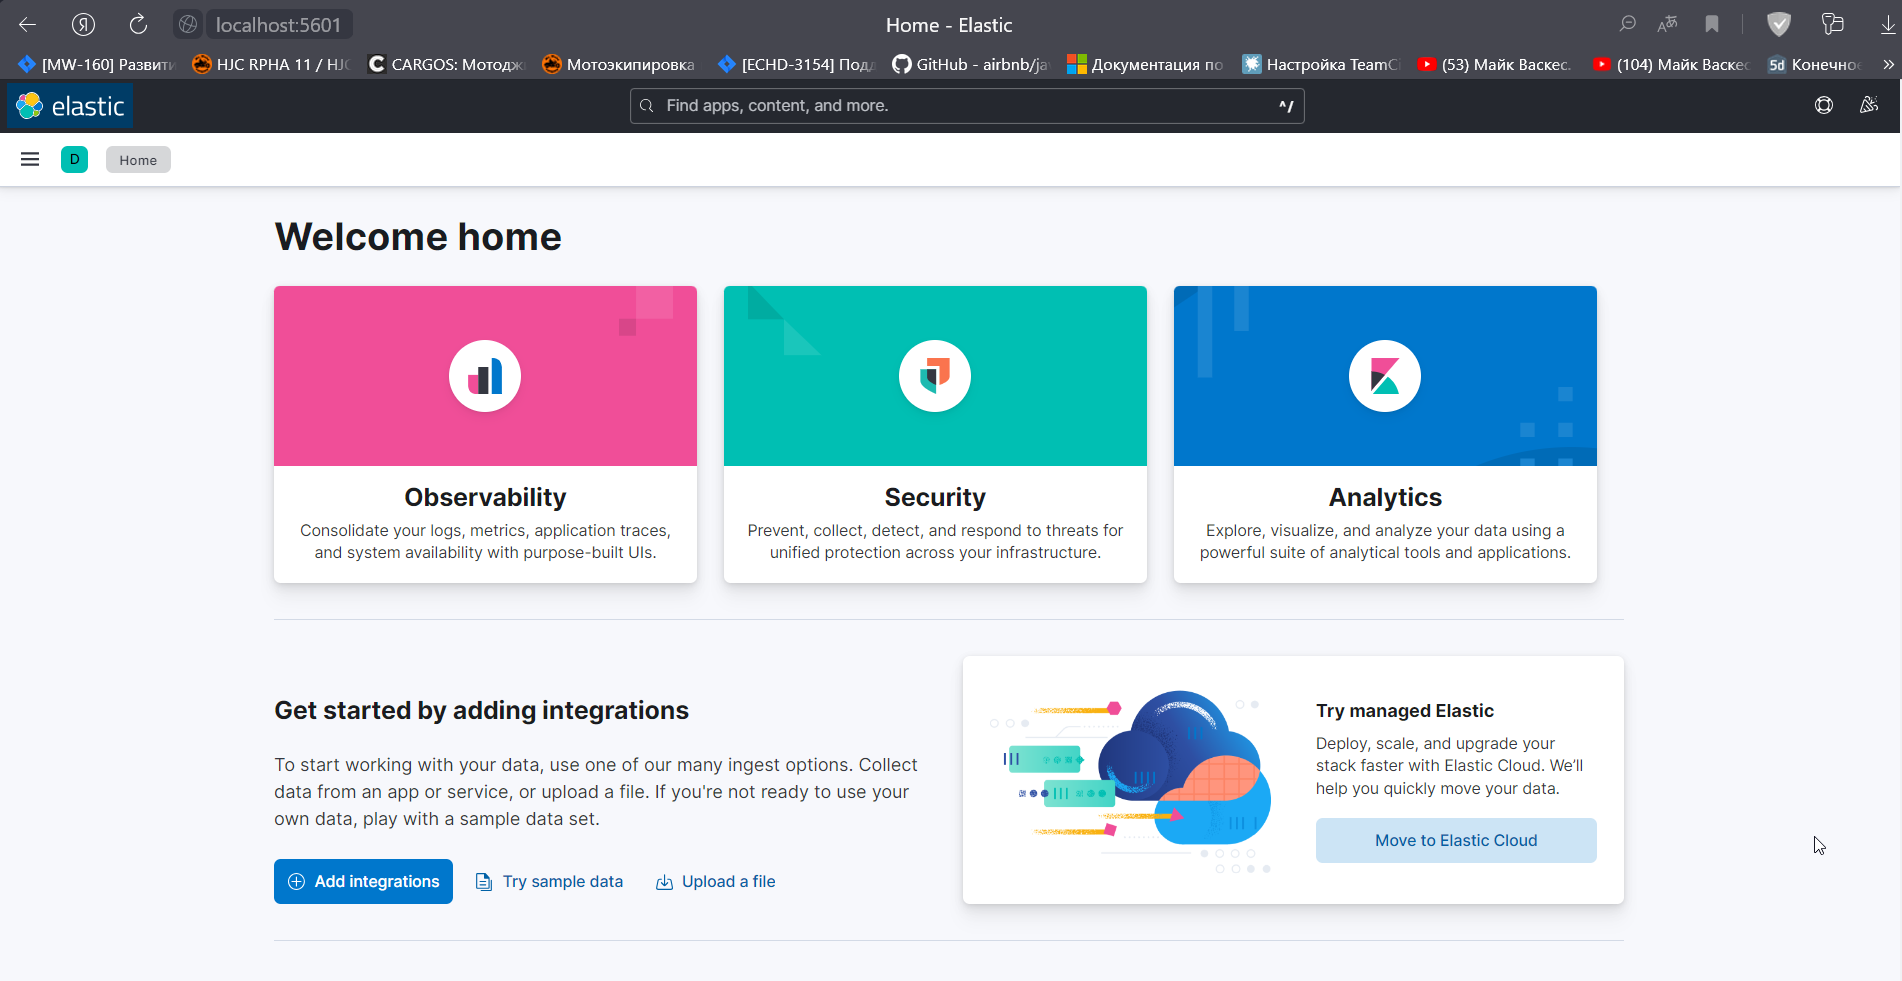 localhost:5601
Home - Elastic
[MW-160] Развити
HJC RPHA 11 / HJC
CARGOS: Мотодж
Мотоэкипировка
[ECHD-3154] Подд
GitHub - airbnb/ja
Документация по
Настройка TeamCi
(53) Майк Васкес.
(104) Майк Васкес
Конечное
elastic
Find apps, content, and more.
^/
D
Home
Welcome home
Observability
Consolidate your logs, metrics, application traces,
and system availability with purpose-built UIs.
Security
Prevent, collect, detect, and respond to threats for
unified protection across your infrastructure.
Analytics
Explore, visualize, and analyze your data using a
powerful suite of analytical tools and applications.
Get started by adding integrations
To start working with your data, use one of our many ingest options. Collect
data from an app or service, or upload a file. If you're not ready to use your
own data, play with a sample data set.
Add integrations
Try sample data
Upload a file
Try managed Elastic
Deploy, scale, and upgrade your
stack faster with Elastic Cloud. We'll
help you quickly move your data.
Move to Elastic Cloud